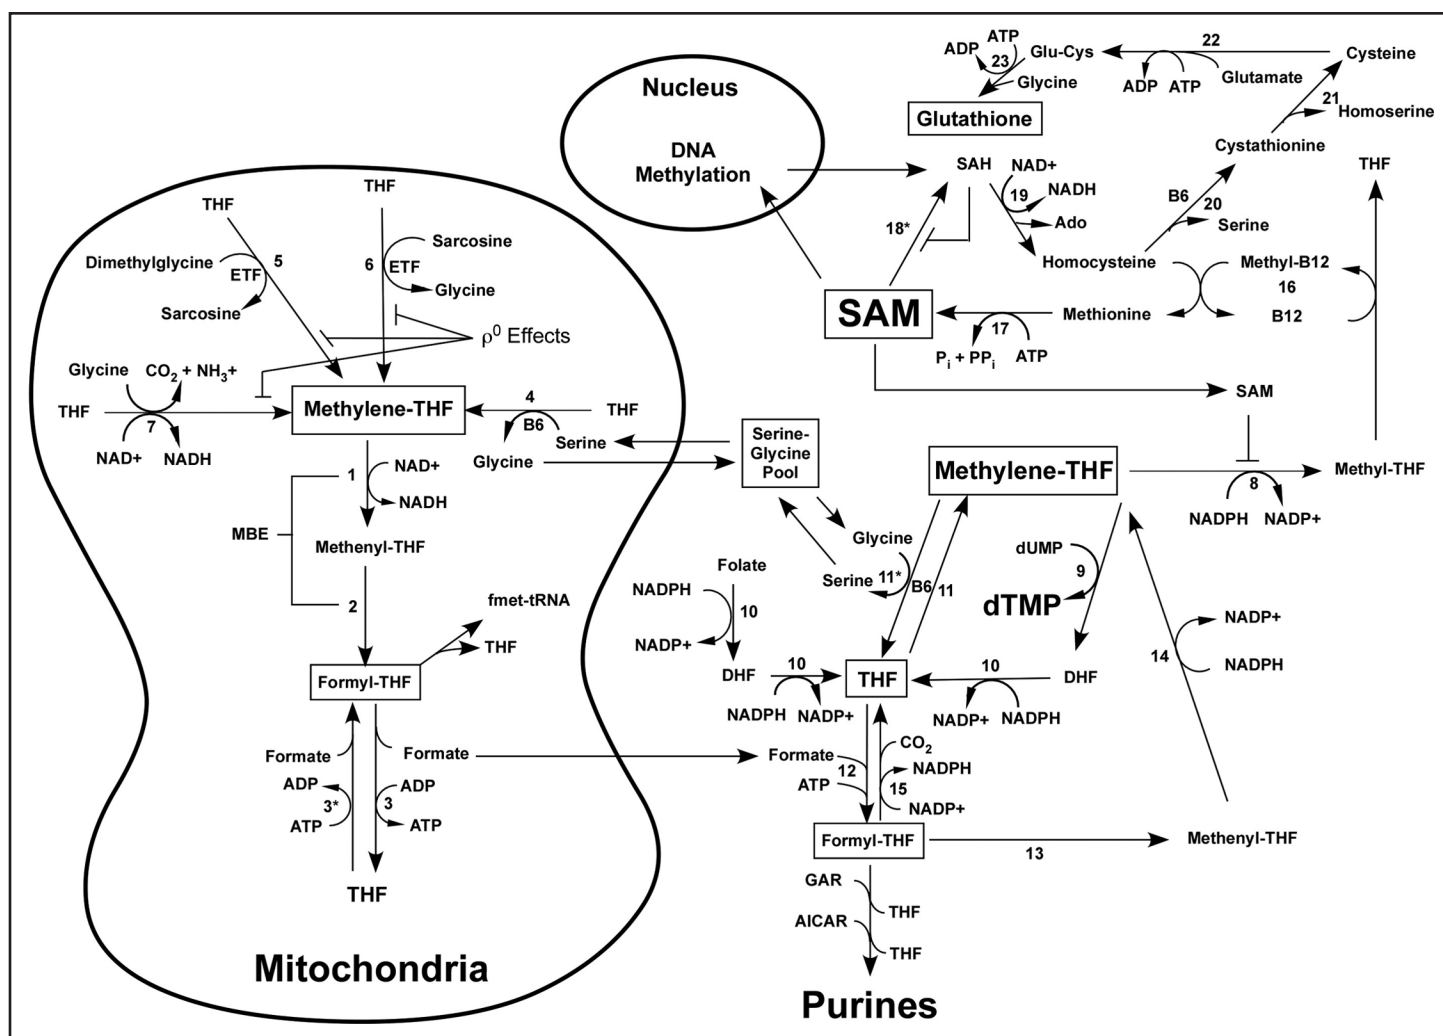 Nucleus
DNA
Methylation
ADP
ATP
23
Glu-Cys
Glycine
22
ADP
ATP
Glutamate
Cysteine
Glutathione
21
Homoserine
Cystathionine
THF
SAH
NAD+
NADH
19
Ado
18*
B6
20
Serine
Homocysteine
Methyl-B12
16
B12
SAM
Methionine
17
Pi + PPi
ATP
SAM
THF
THF
Dimethylglycine
5
ETF
Sarcosine
6
Sarcosine
ETF
Glycine
ρ0 Effects
Glycine
CO2 + NH3+
THF
7
NAD+
NADH
Methylene-THF
4
B6
THF
Serine
Glycine
Serine-
Glycine
Pool
1
NAD+
NADH
MBE
Methenyl-THF
2
fmet-tRNA
THF
Formyl-THF
Formate
Formate
ADP
3*
ATP
ADP
3
ATP
THF
Mitochondria
Methylene-THF
8
NADPH
NADP+
Methyl-THF
Glycine
Serine
11*
B6
11
dUMP
9
dTMP
Folate
NADPH
10
NADP+
DHF
10
NADPH
NADP+
THF
10
NADP+
NADPH
DHF
14
NADP+
NADPH
Formate
12
ATP
CO2
NADPH
15
NADP+
Formyl-THF
13
Methenyl-THF
GAR
THF
AICAR
THF
Purines